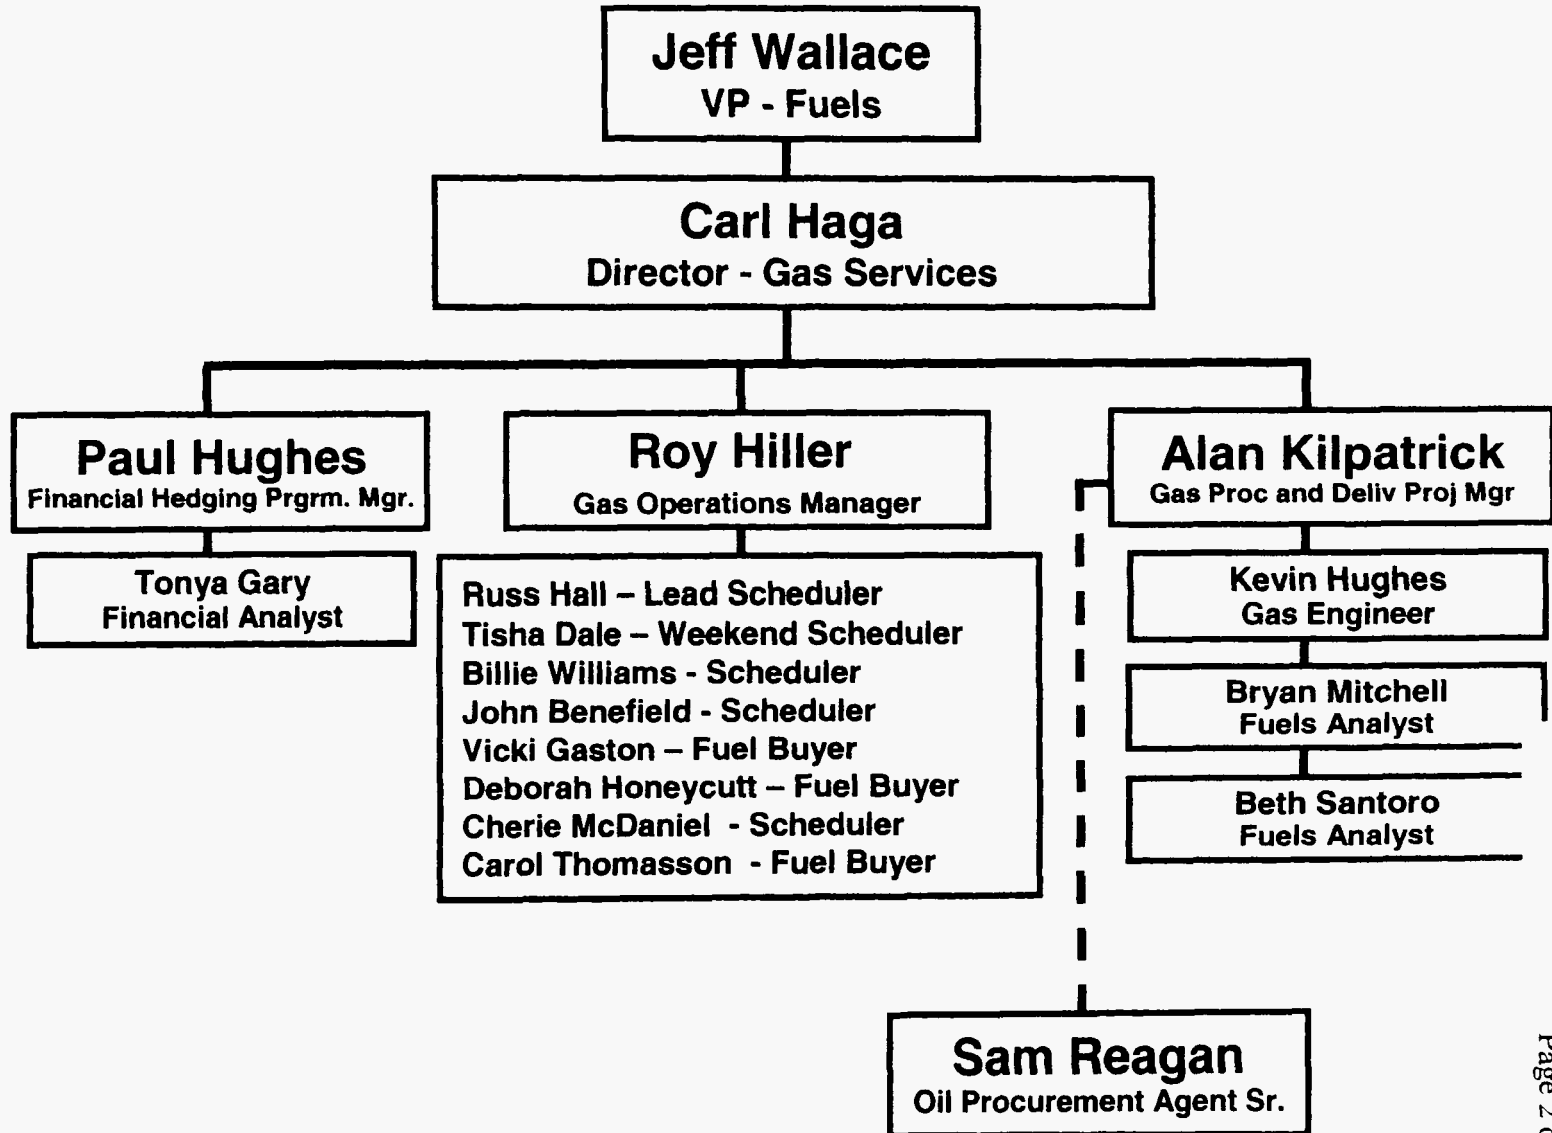 Jeff Wallace
VP - Fuels
Carl Haga
Director - Gas Services
Paul Hughes
Financial Hedging Prgrm. Mgr.
Tonya Gary
Financial Analyst
Roy Hiller
Gas Operations Manager
Russ Hall – Lead Scheduler
Tisha Dale – Weekend Scheduler
Billie Williams - Scheduler
John Benefield - Scheduler
Vicki Gaston – Fuel Buyer
Deborah Honeycutt – Fuel Buyer
Cherie McDaniel - Scheduler
Carol Thomasson - Fuel Buyer
Alan Kilpatrick
Gas Proc and Deliv Proj Mgr
Kevin Hughes
Gas Engineer
Bryan Mitchell
Fuels Analyst
Beth Santoro
Fuels Analyst
Sam Reagan
Oil Procurement Agent Sr.
Page 2